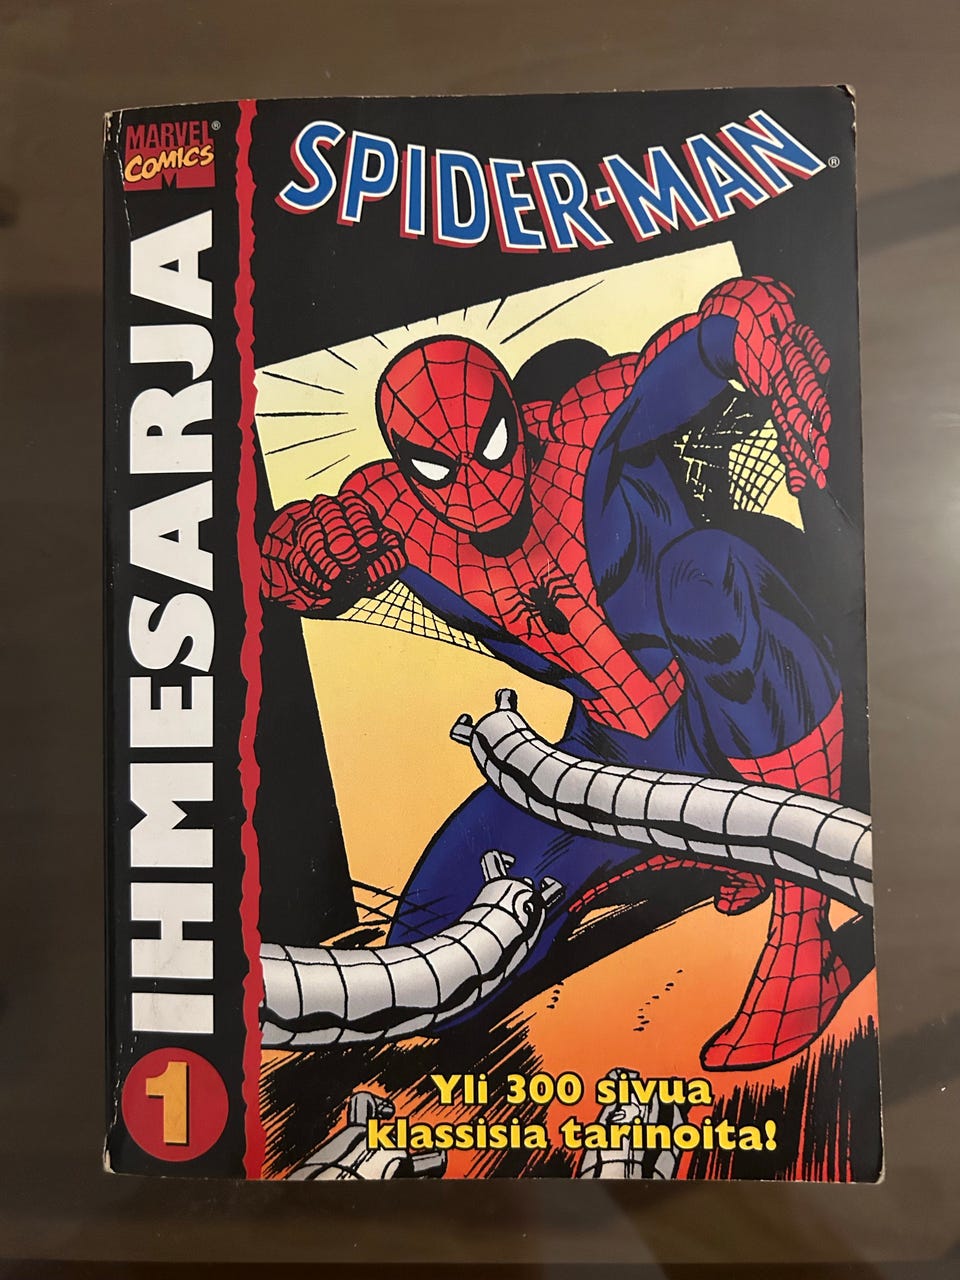 MARVEL®
COMICS
SPIDER-MAN®
IHMESARJA
1
Yli 300 sivua
klassisia tarinoita!